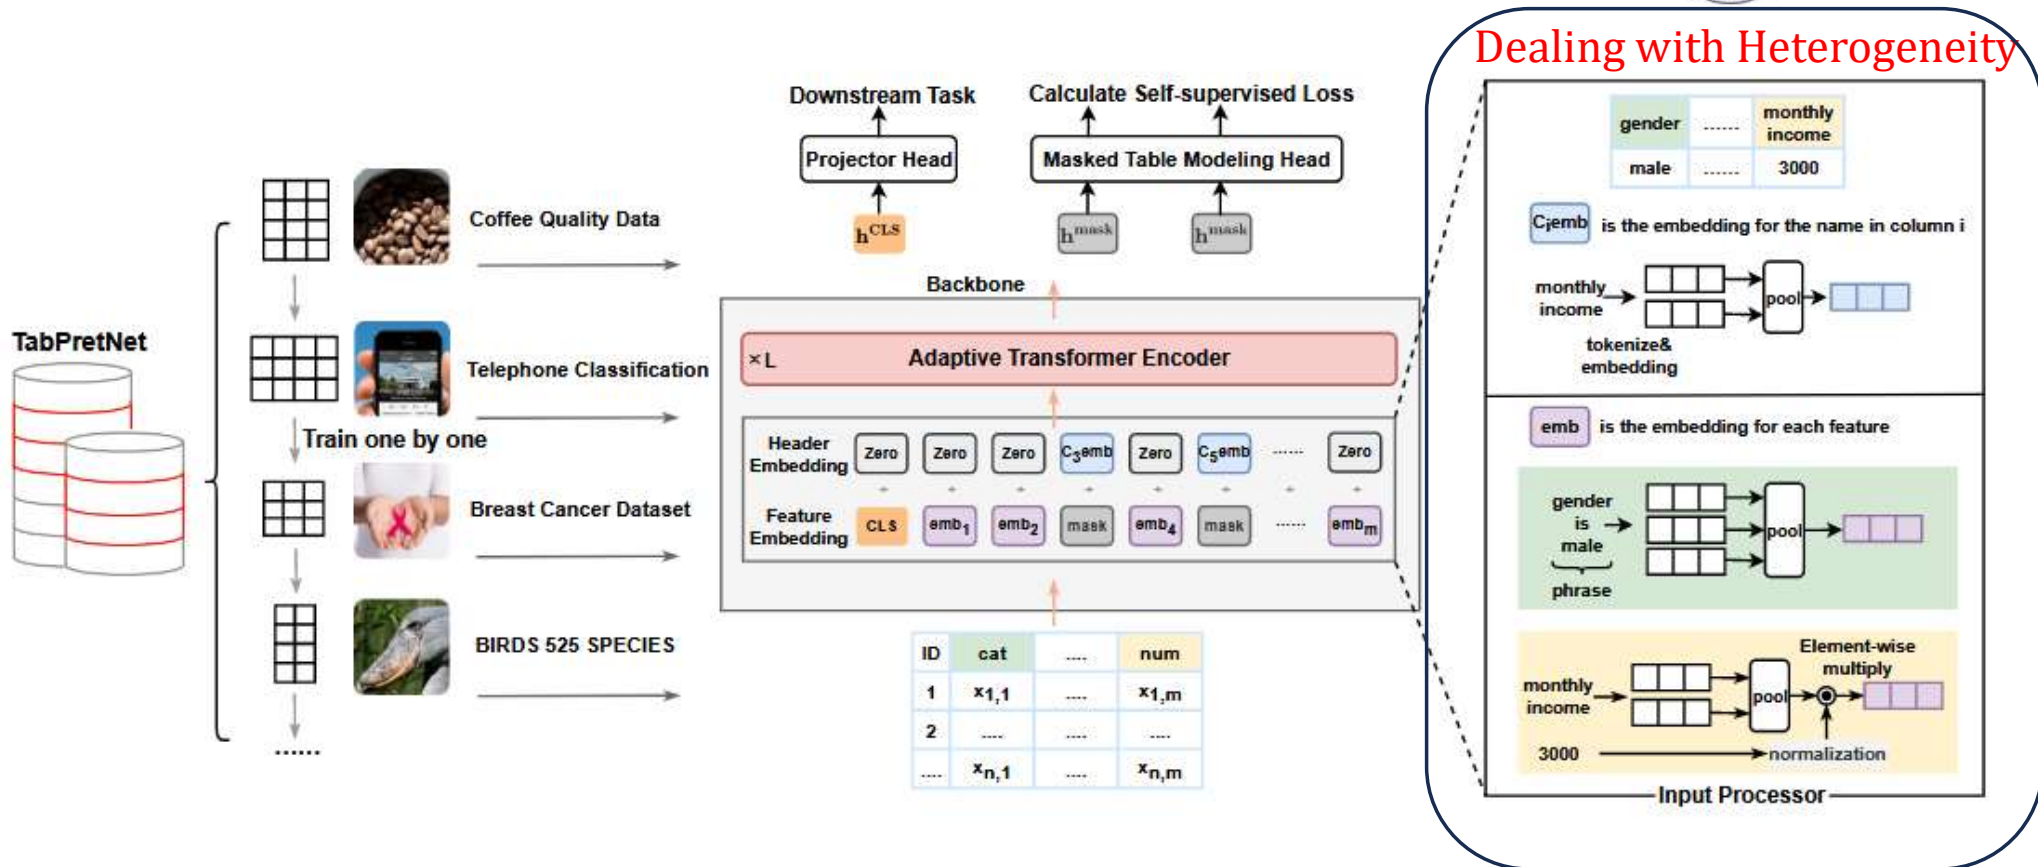 Dealing with Heterogeneity
TabPretNet
Coffee Quality Data
Telephone Classification
Train one by one
Breast Cancer Dataset
BIRDS 525 SPECIES
......
Downstream Task
Calculate Self-supervised Loss
Projector Head
Masked Table Modeling Head
h^CLS
h^mask
h^mask
Backbone
×L
Adaptive Transformer Encoder
Header
Embedding
Zero Zero Zero C₃emb Zero C₅emb ...... Zero
+ + + + + + + +
Feature
Embedding
CLS emb₁ emb₂ mask emb₄ mask ...... embₘ
ID cat .... num
1 x₁,₁ .... x₁,ₘ
2 .... .... ....
.... xₙ,₁ .... xₙ,ₘ
gender ...... monthly
income
male ...... 3000
Cᵢemb is the embedding for the name in column i
monthly
income
pool
tokenize&
embedding
emb is the embedding for each feature
gender
is
male
phrase
pool
Element-wise
multiply
monthly
income
pool
3000
normalization
Input Processor